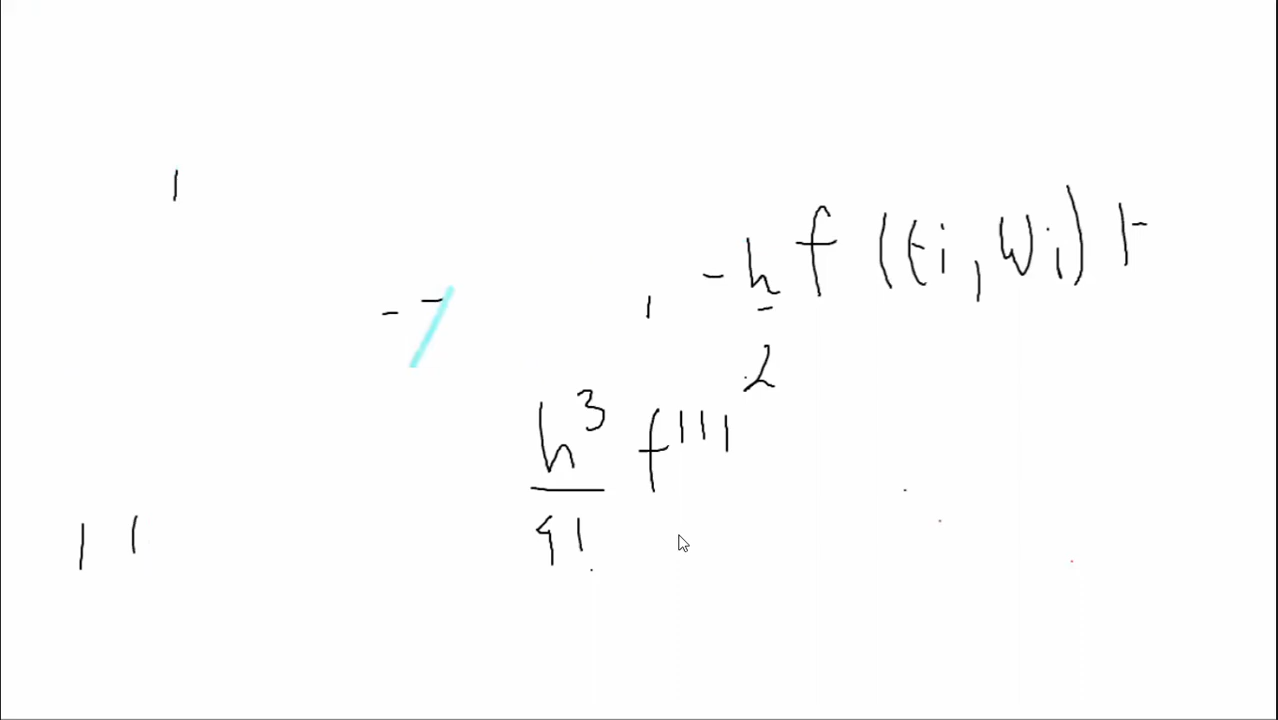 - h/2 f (ti, Wi) +
h³/4! f'''